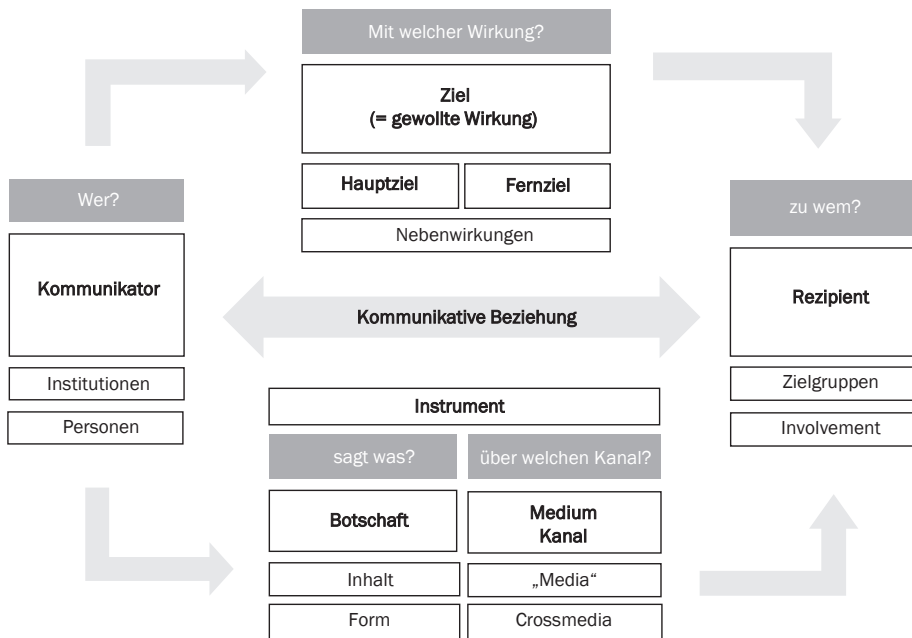 Mit welcher Wirkung?
Ziel
(= gewollte Wirkung)
Hauptziel
Fernziel
Nebenwirkungen
Wer?
Kommunikator
Institutionen
Personen
Kommunikative Beziehung
zu wem?
Rezipient
Zielgruppen
Involvement
Instrument
sagt was?
über welchen Kanal?
Botschaft
Medium
Kanal
Inhalt
„Media“
Form
Crossmedia